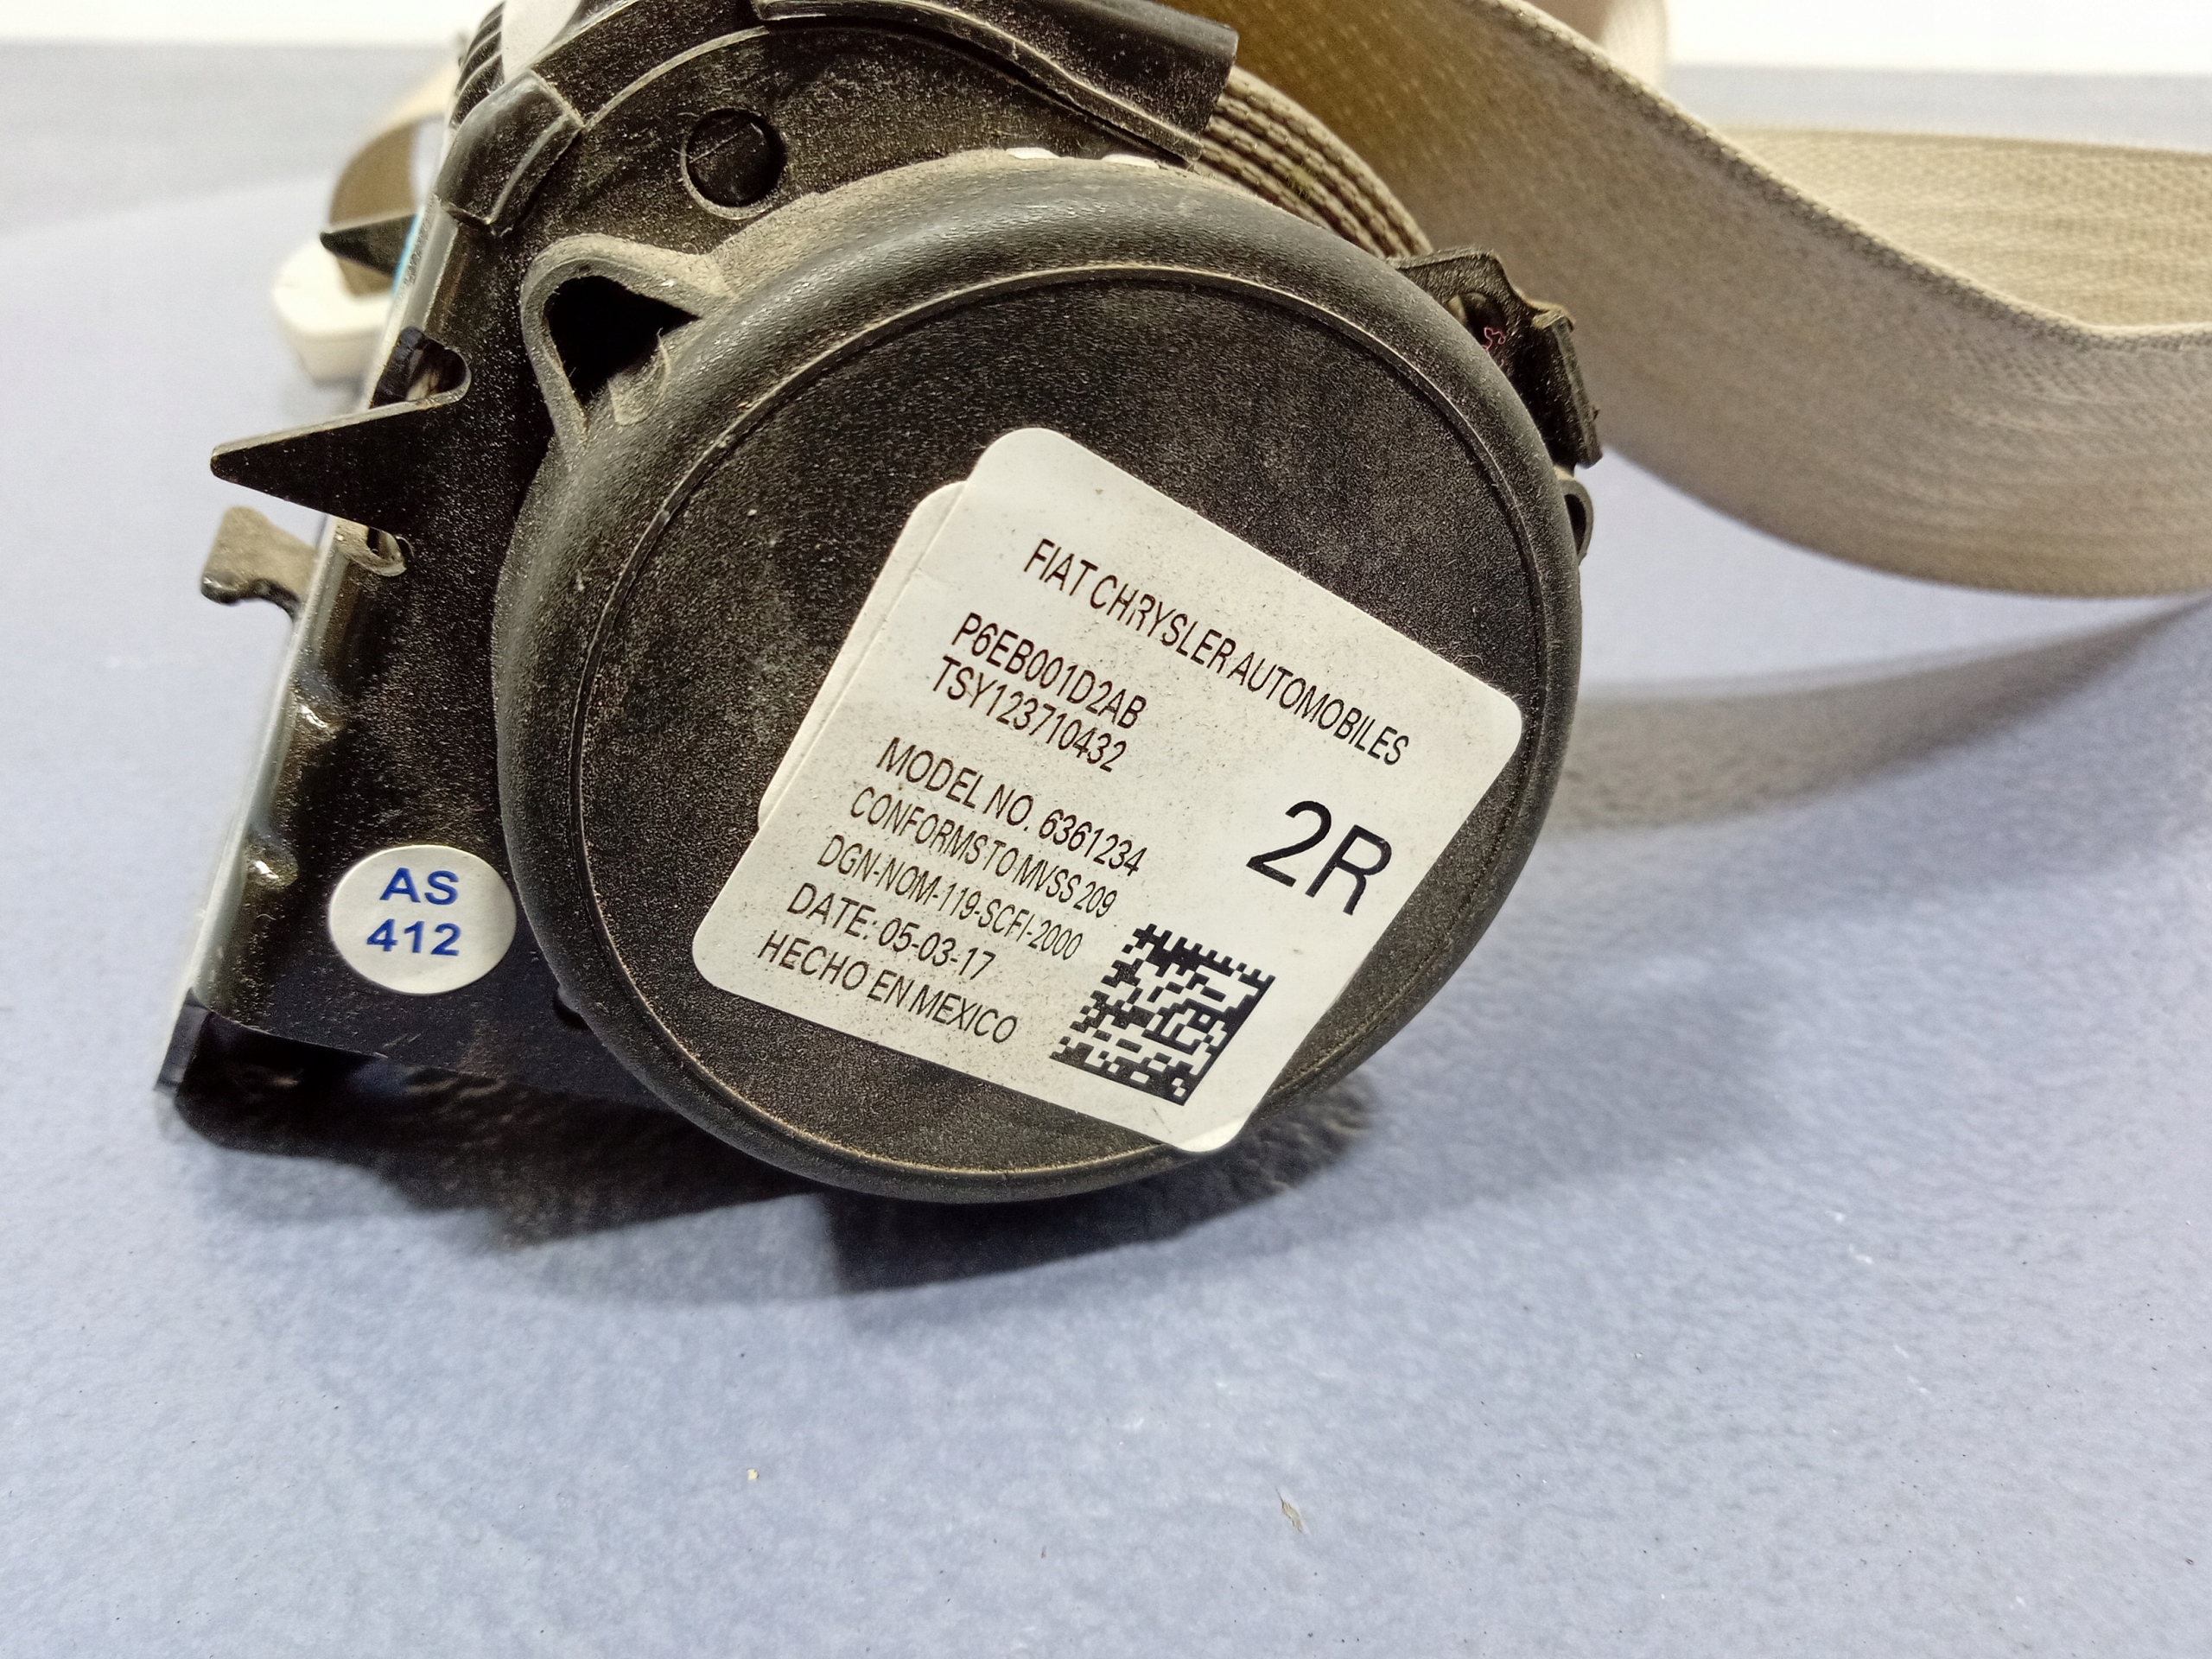 FIAT CHRYSLER AUTOMOBILES
P6EB001D2AB
TSY123710432
MODEL NO. 6361234
CONFORMS TO MVSS 209
DGN-NOM-119-SCFI-2000
DATE: 05-03-17
HECHO EN MEXICO
2R
AS
412